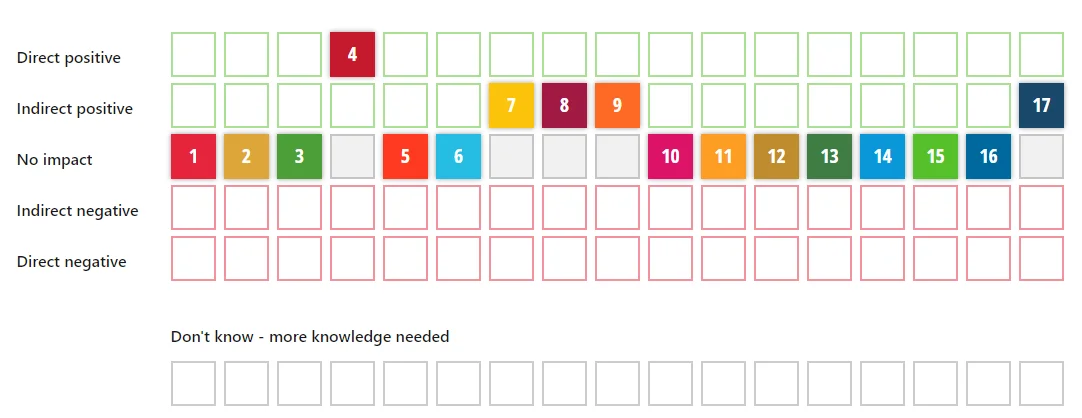 Direct positive 4
Indirect positive 7 8 9 17
No impact 1 2 3 5 6 10 11 12 13 14 15 16
Indirect negative
Direct negative
Don't know - more knowledge needed